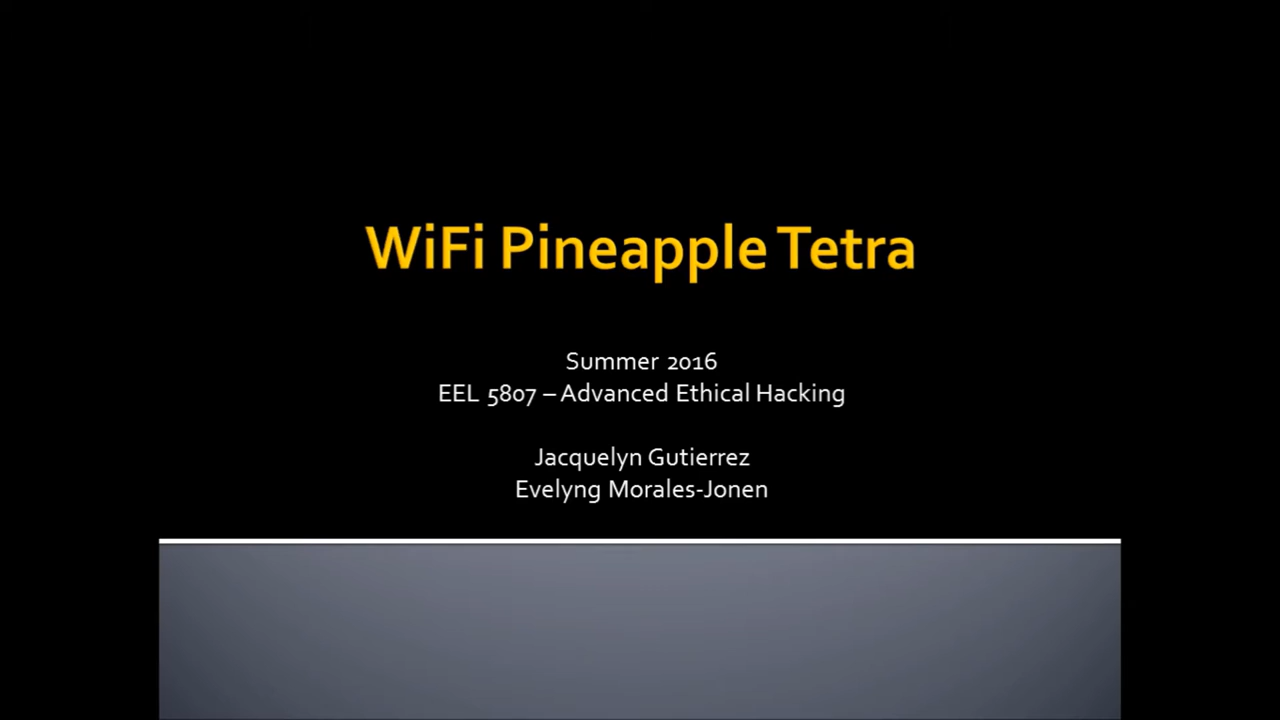 WiFi Pineapple Tetra
Summer 2016
EEL 5807 – Advanced Ethical Hacking
Jacquelyn Gutierrez
Evelyng Morales-Jonen